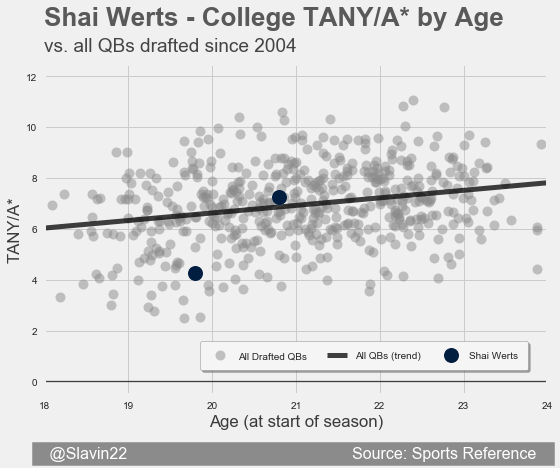 Shai Werts - College TANY/A* by Age
vs. all QBs drafted since 2004
12
10
8
6
4
2
0
TANY/A*
All Drafted QBs
All QBs (trend)
Shai Werts
18 19 20 21 22 23 24
Age (at start of season)
@Slavin22 Source: Sports Reference